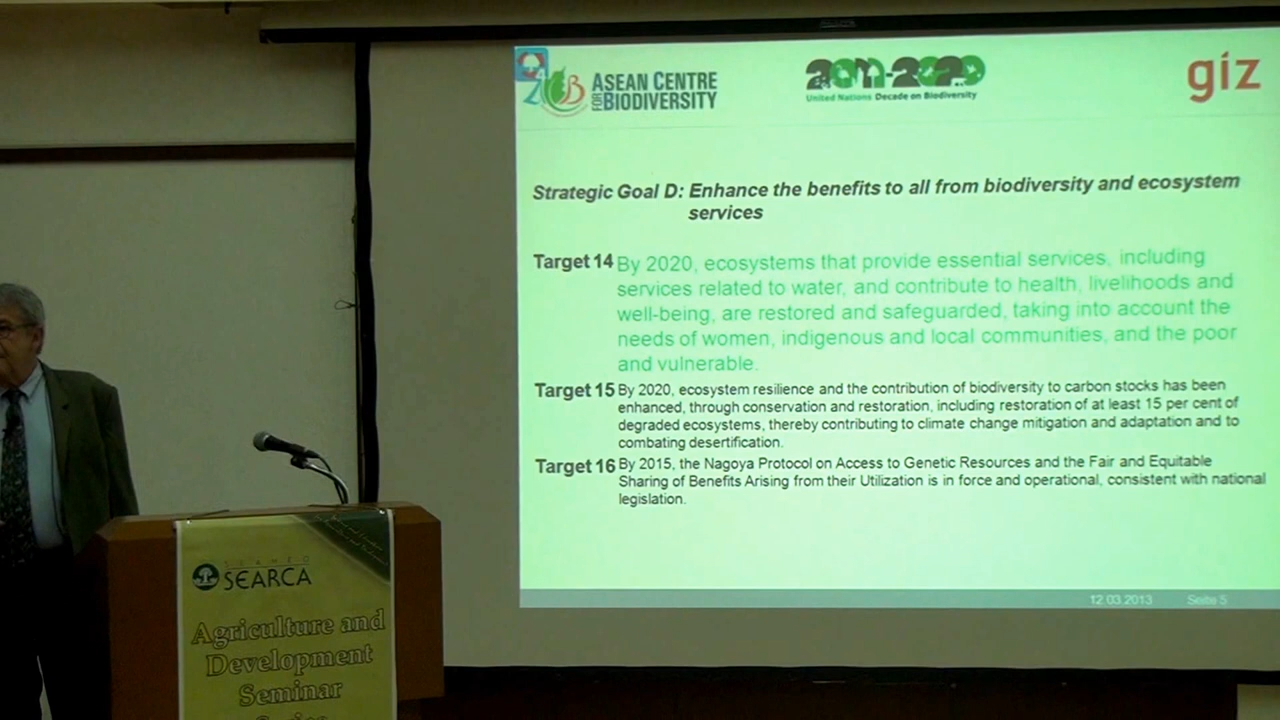 ASEAN CENTRE
FOR BIODIVERSITY
2011-2020
United Nations Decade on Biodiversity
giz
Strategic Goal D: Enhance the benefits to all from biodiversity and ecosystem
services
Target 14 By 2020, ecosystems that provide essential services, including
services related to water, and contribute to health, livelihoods and
well-being, are restored and safeguarded, taking into account the
needs of women, indigenous and local communities, and the poor
and vulnerable.
Target 15 By 2020, ecosystem resilience and the contribution of biodiversity to carbon stocks has been
enhanced, through conservation and restoration, including restoration of at least 15 per cent of
degraded ecosystems, thereby contributing to climate change mitigation and adaptation and to
combating desertification.
Target 16 By 2015, the Nagoya Protocol on Access to Genetic Resources and the Fair and Equitable
Sharing of Benefits Arising from their Utilization is in force and operational, consistent with national
legislation.
12.03.2013 Seite 5
SEAMEO
SEARCA
Agriculture and
Development
Seminar
Series